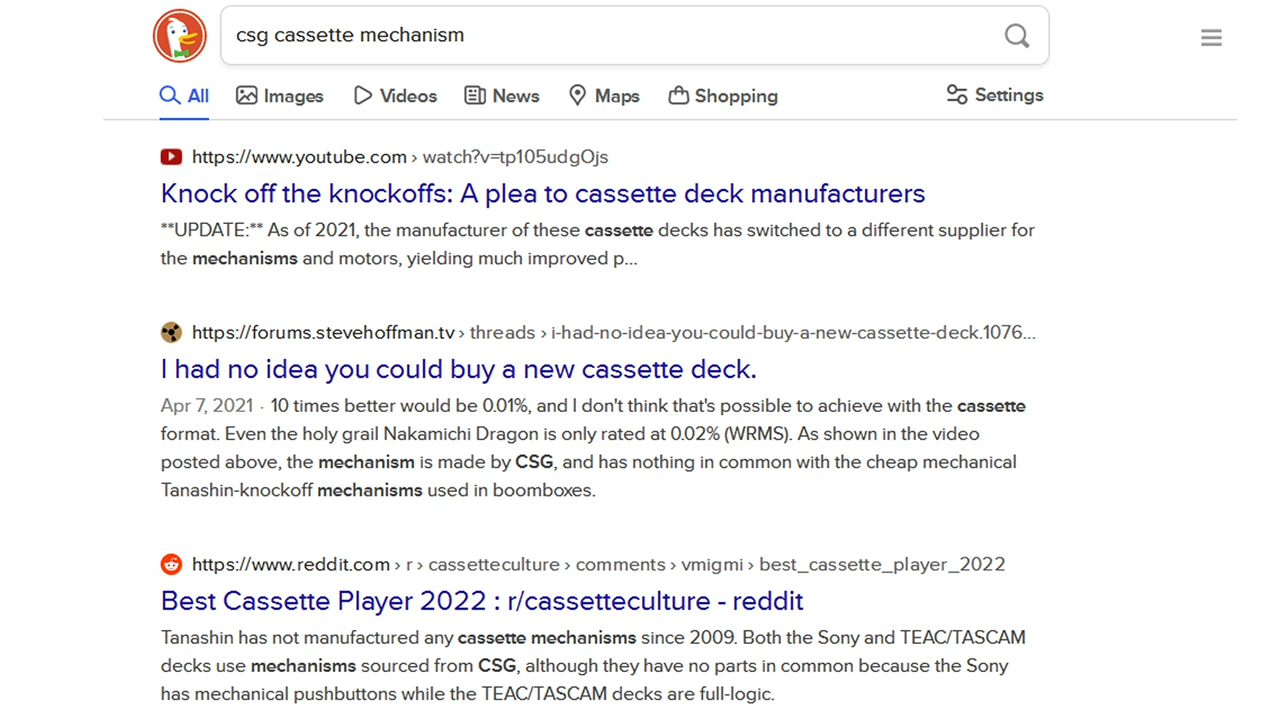 csg cassette mechanism
All Images Videos News Maps Shopping Settings
https://www.youtube.com › watch?v=tp105udgOjs
Knock off the knockoffs: A plea to cassette deck manufacturers
**UPDATE:** As of 2021, the manufacturer of these cassette decks has switched to a different supplier for
the mechanisms and motors, yielding much improved p...
https://forums.stevehoffman.tv › threads › i-had-no-idea-you-could-buy-a-new-cassette-deck.1076...
I had no idea you could buy a new cassette deck.
Apr 7, 2021 · 10 times better would be 0.01%, and I don't think that's possible to achieve with the cassette
format. Even the holy grail Nakamichi Dragon is only rated at 0.02% (WRMS). As shown in the video
posted above, the mechanism is made by CSG, and has nothing in common with the cheap mechanical
Tanashin-knockoff mechanisms used in boomboxes.
https://www.reddit.com › r › cassetteculture › comments › vmigmi › best_cassette_player_2022
Best Cassette Player 2022 : r/cassetteculture - reddit
Tanashin has not manufactured any cassette mechanisms since 2009. Both the Sony and TEAC/TASCAM
decks use mechanisms sourced from CSG, although they have no parts in common because the Sony
has mechanical pushbuttons while the TEAC/TASCAM decks are full-logic.